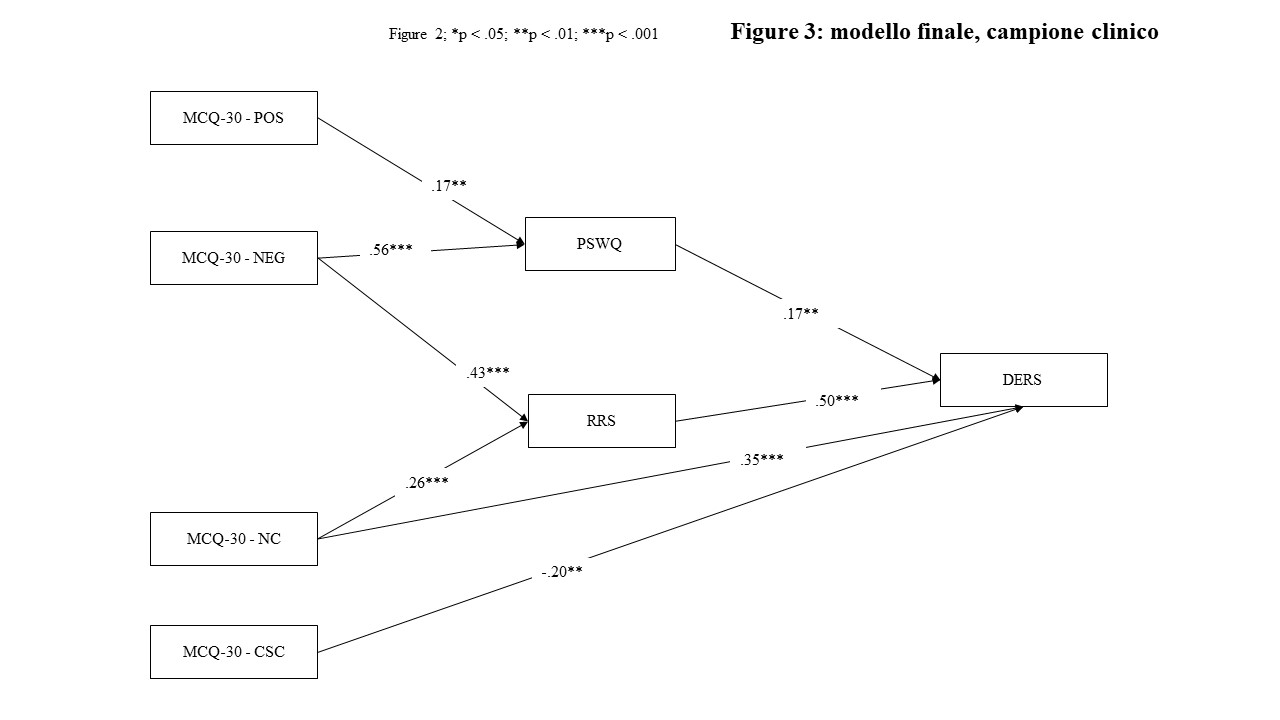 Figure 2; *p < .05; **p < .01; ***p < .001
Figure 3: modello finale, campione clinico
MCQ-30 - POS
.17**
MCQ-30 - NEG
.56***
PSWQ
.17**
.43***
DERS
RRS
.50***
.35***
.26***
MCQ-30 - NC
-.20**
MCQ-30 - CSC